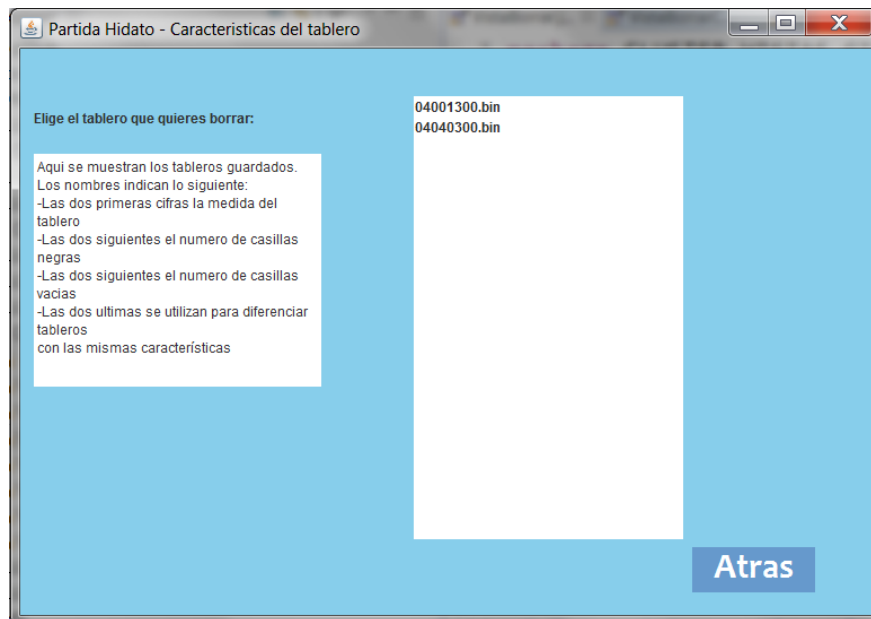 Partida Hidato - Caracteristicas del tablero
Elige el tablero que quieres borrar:
Aqui se muestran los tableros guardados.
Los nombres indican lo siguiente:
-Las dos primeras cifras la medida del
tablero
-Las dos siguientes el numero de casillas
negras
-Las dos siguientes el numero de casillas
vacias
-Las dos ultimas se utilizan para diferenciar
tableros
con las mismas características
04001300.bin
04040300.bin
Atras